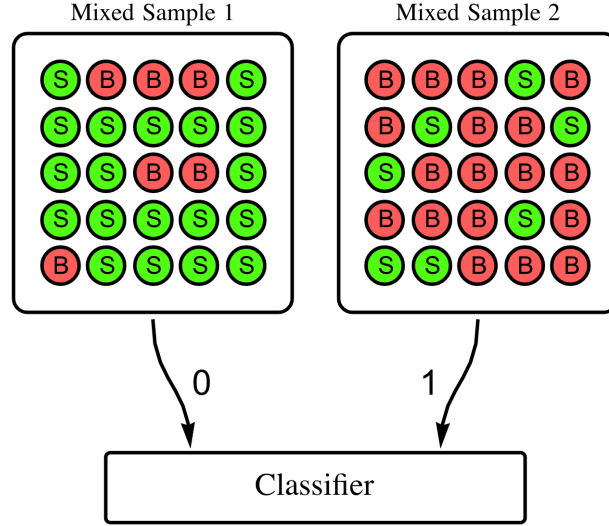 Mixed Sample 1 Mixed Sample 2
S B B B S B B B S B
S S S S S B S B B S
S S B B S S B B B B
S S S S S B B B S B
B S S S S S S B B B
0 1
Classifier